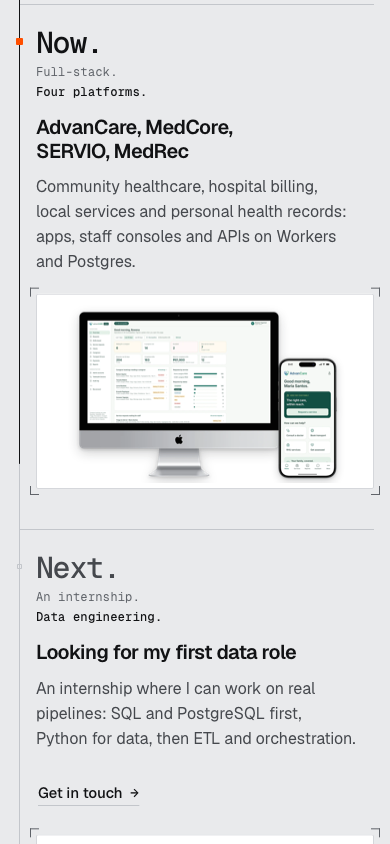 Now.
Full-stack.
Four platforms.
AdvanCare, MedCore,
SERVIO, MedRec
Community healthcare, hospital billing,
local services and personal health records:
apps, staff consoles and APIs on Workers
and Postgres.
Good morning,
Maria Santos
Next.
An internship.
Data engineering.
Looking for my first data role
An internship where I can work on real
pipelines: SQL and PostgreSQL first,
Python for data, then ETL and orchestration.
Get in touch →